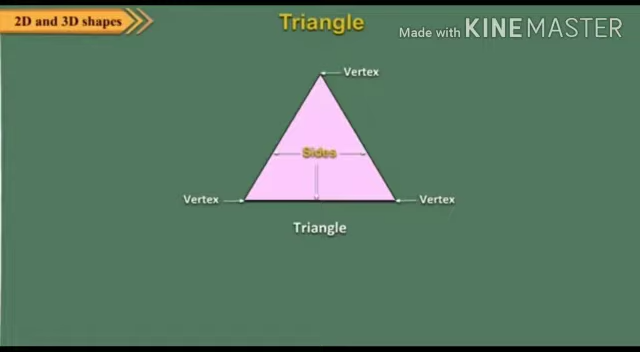 2D and 3D shapes
Triangle
Made with KINEMASTER
Vertex
Sides
Vertex
Vertex
Triangle